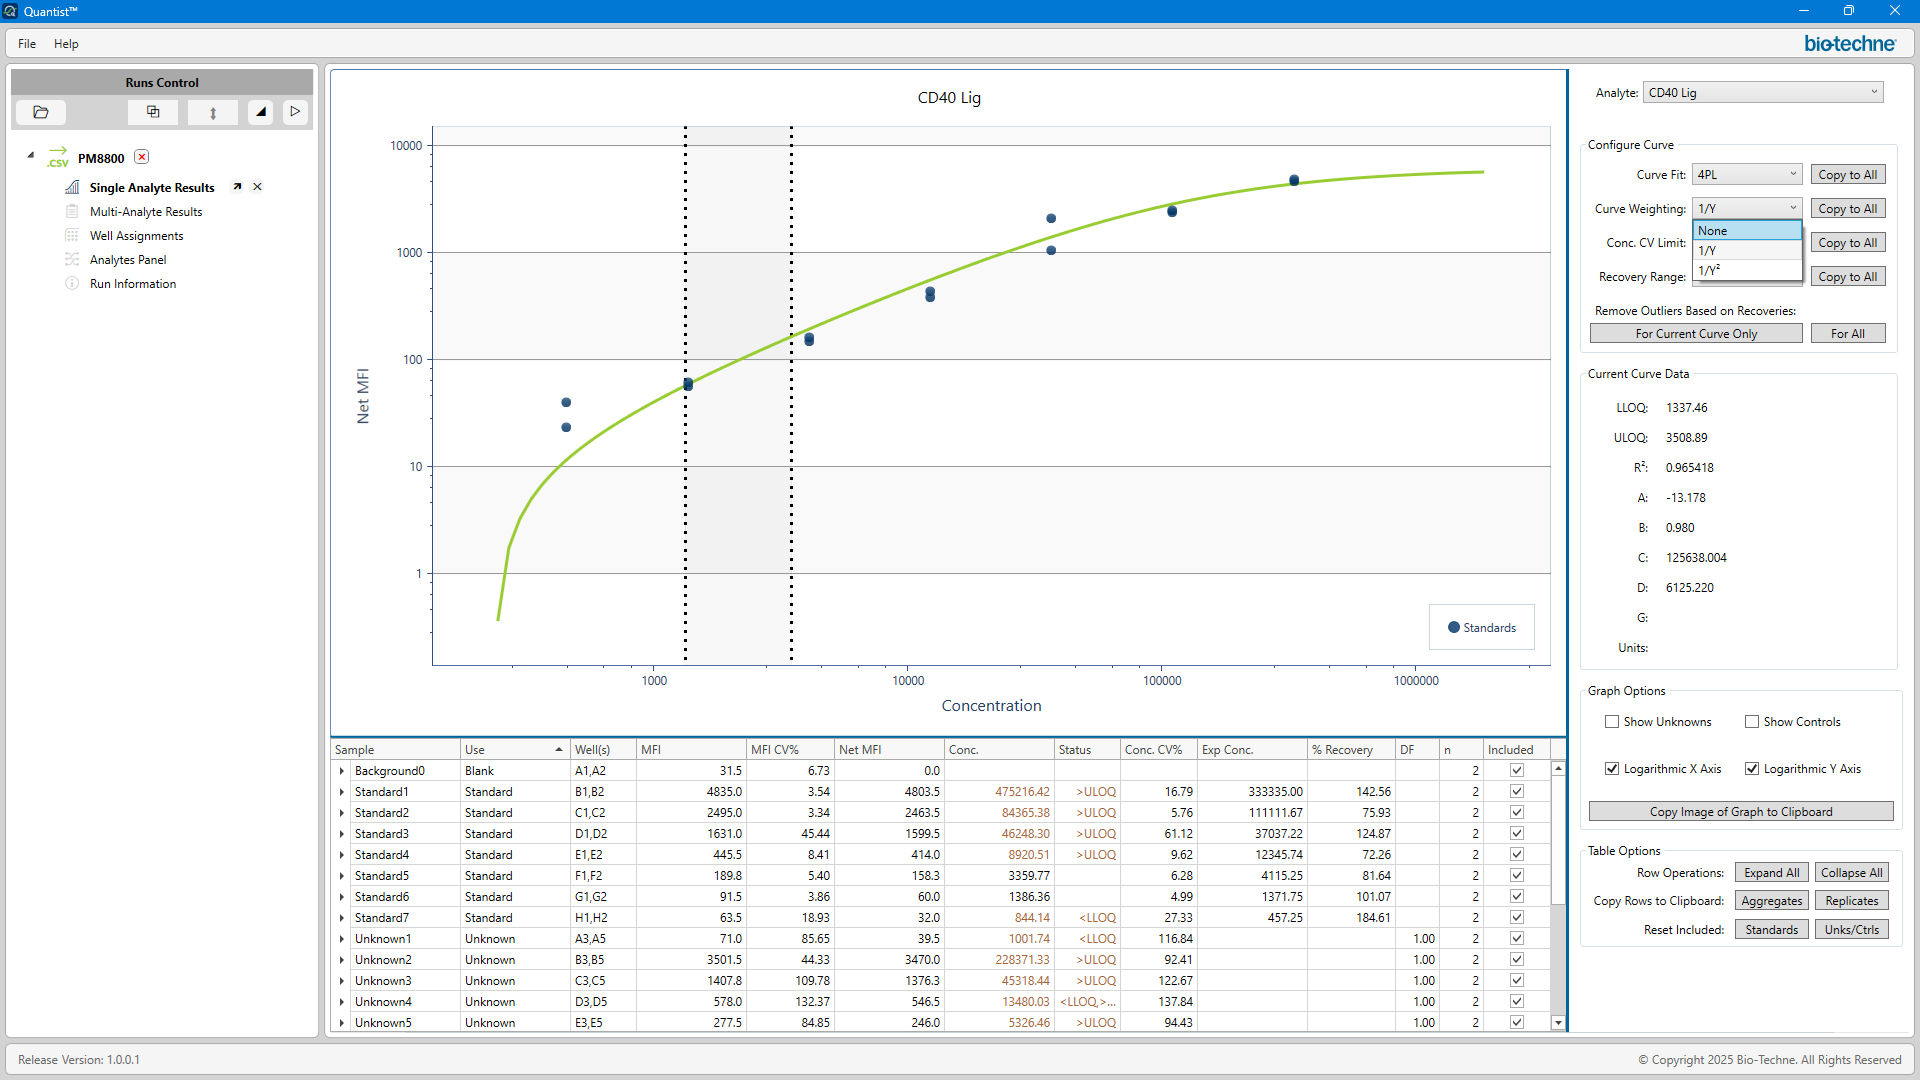 Quantist™
File Help
bio-techne
Runs Control
.CSV PM8800
Single Analyte Results
Multi-Analyte Results
Well Assignments
Analytes Panel
Run Information
CD40 Lig
10000
1000
100
10
1
Net MFI
1000 10000 100000 1000000
Concentration
Standards
Sample Use Well(s) MFI MFI CV% Net MFI Conc. Status Conc. CV% Exp Conc. % Recovery DF n Included
Background0 Blank A1,A2 31.5 6.73 0.0 2
Standard1 Standard B1,B2 4835.0 3.54 4803.5 475216.42 >ULOQ 16.79 333335.00 142.56 2
Standard2 Standard C1,C2 2495.0 3.34 2463.5 84365.38 >ULOQ 5.76 111111.67 75.93 2
Standard3 Standard D1,D2 1631.0 45.44 1599.5 46248.30 >ULOQ 61.12 37037.22 124.87 2
Standard4 Standard E1,E2 445.5 8.41 414.0 8920.51 >ULOQ 9.62 12345.74 72.26 2
Standard5 Standard F1,F2 189.8 5.40 158.3 3359.77 6.28 4115.25 81.64 2
Standard6 Standard G1,G2 91.5 3.86 60.0 1386.36 4.99 1371.75 101.07 2
Standard7 Standard H1,H2 63.5 18.93 32.0 844.14 <LLOQ 27.33 457.25 184.61 2
Unknown1 Unknown A3,A5 71.0 85.65 39.5 1001.74 <LLOQ 116.84 1.00 2
Unknown2 Unknown B3,B5 3501.5 44.33 3470.0 228371.33 >ULOQ 92.41 1.00 2
Unknown3 Unknown C3,C5 1407.8 109.78 1376.3 45318.44 >ULOQ 122.67 1.00 2
Unknown4 Unknown D3,D5 578.0 132.37 546.5 13480.03 <LLOQ,>... 137.84 1.00 2
Unknown5 Unknown E3,E5 277.5 84.85 246.0 5326.46 >ULOQ 94.43 1.00 2
Analyte: CD40 Lig
Configure Curve
Curve Fit: 4PL Copy to All
Curve Weighting: 1/Y Copy to All
None
1/Y
1/Y²
Conc. CV Limit: Copy to All
Recovery Range: Copy to All
Remove Outliers Based on Recoveries:
For Current Curve Only For All
Current Curve Data
LLOQ: 1337.46
ULOQ: 3508.89
R²: 0.965418
A: -13.178
B: 0.980
C: 125638.004
D: 6125.220
G:
Units:
Graph Options
Show Unknowns Show Controls
Logarithmic X Axis Logarithmic Y Axis
Copy Image of Graph to Clipboard
Table Options
Row Operations: Expand All Collapse All
Copy Rows to Clipboard: Aggregates Replicates
Reset Included: Standards Unks/Ctrls
Release Version: 1.0.0.1
© Copyright 2025 Bio-Techne. All Rights Reserved